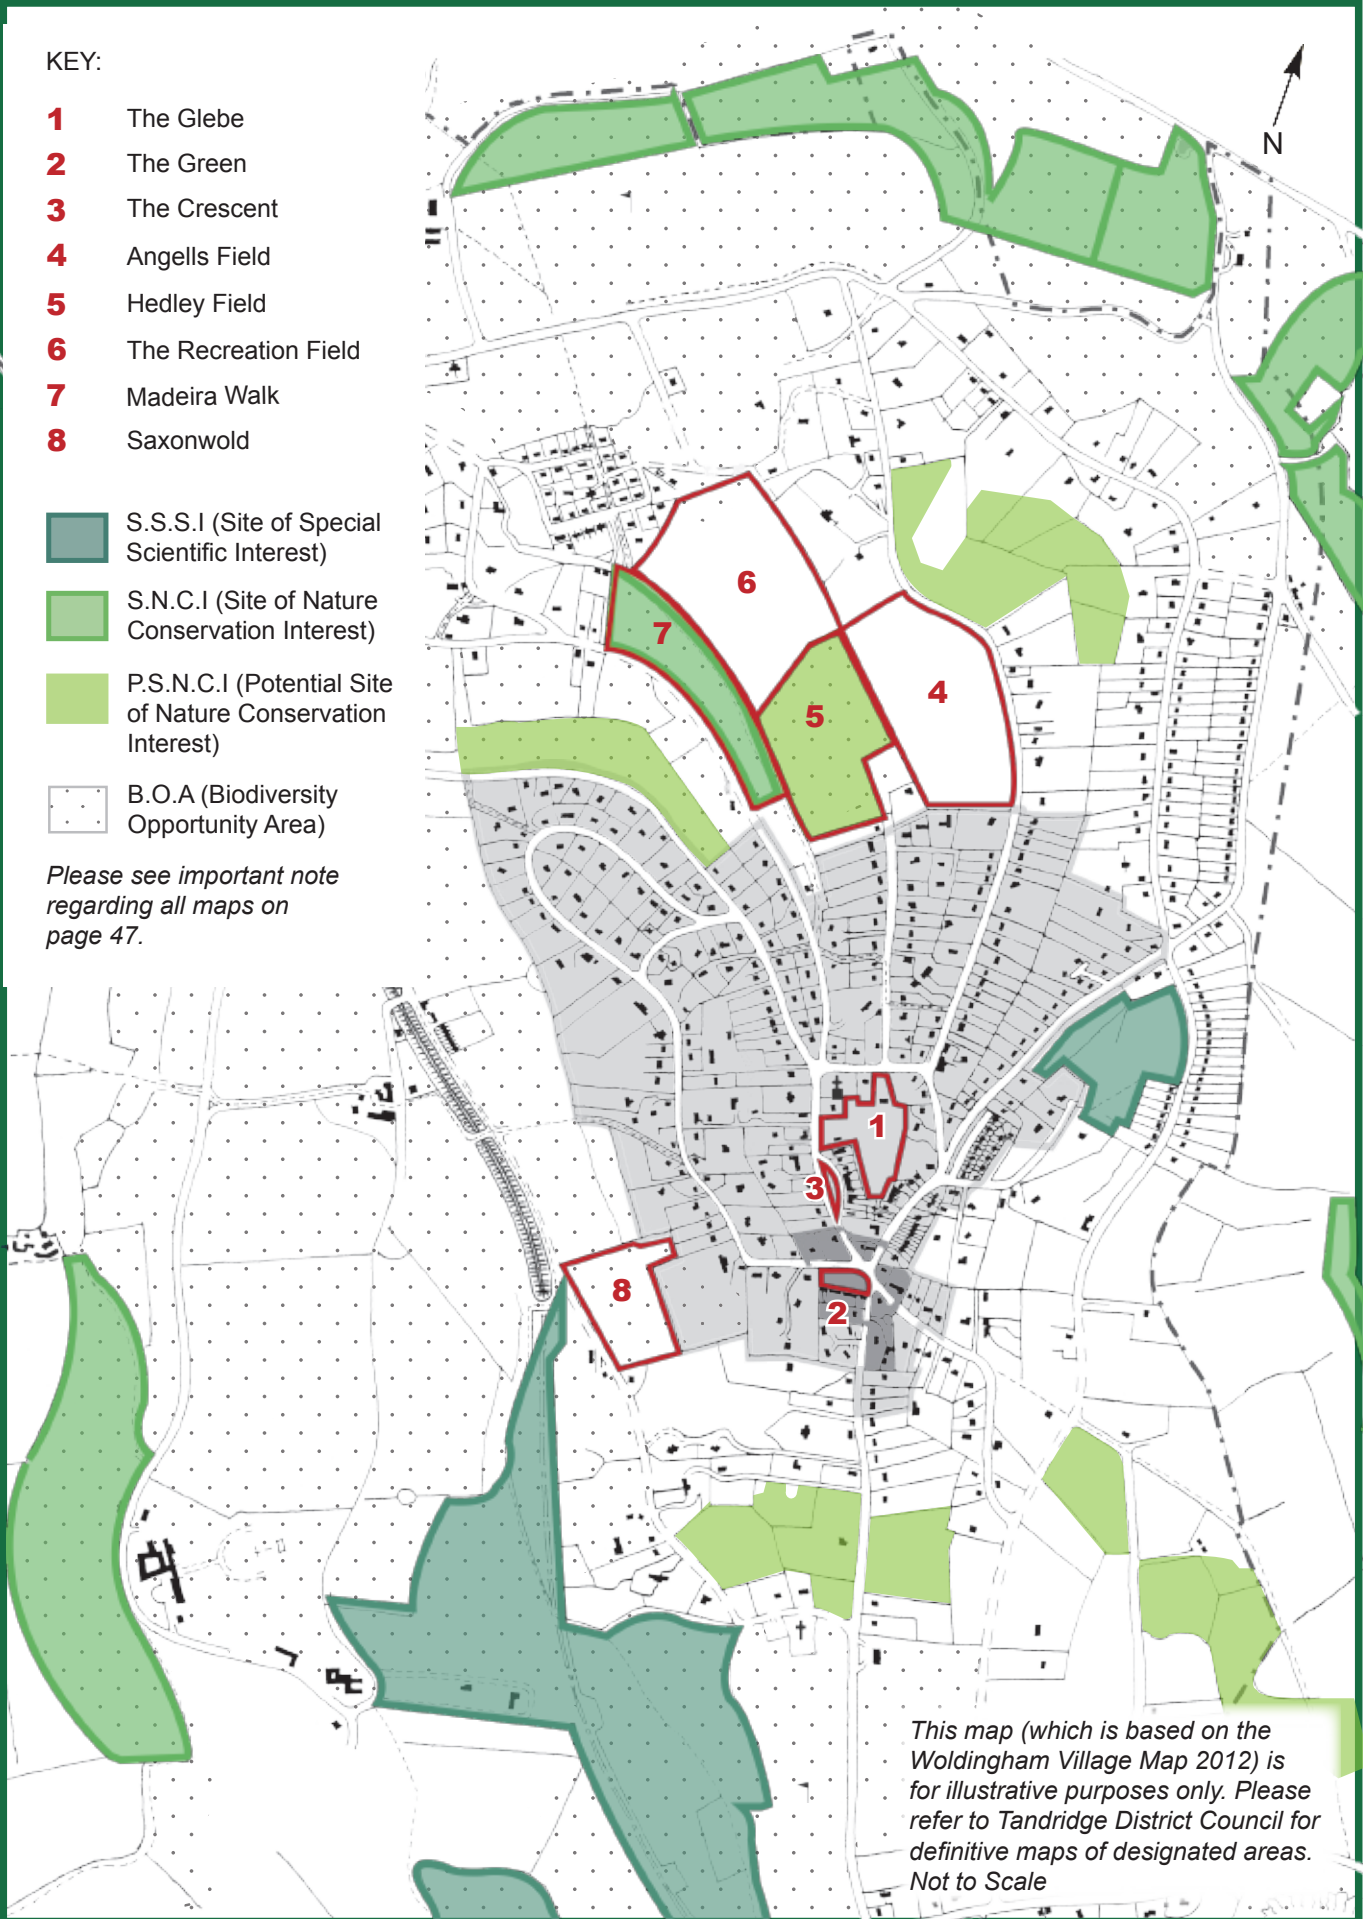 KEY:
1 The Glebe
2 The Green
3 The Crescent
4 Angells Field
5 Hedley Field
6 The Recreation Field
7 Madeira Walk
8 Saxonwold
S.S.S.I (Site of Special
Scientific Interest)
S.N.C.I (Site of Nature
Conservation Interest)
P.S.N.C.I (Potential Site
of Nature Conservation
Interest)
B.O.A (Biodiversity
Opportunity Area)
Please see important note
regarding all maps on
page 47.
N
6
7
4
5
1
3
8
2
This map (which is based on the
Woldingham Village Map 2012) is
for illustrative purposes only. Please
refer to Tandridge District Council for
definitive maps of designated areas.
Not to Scale